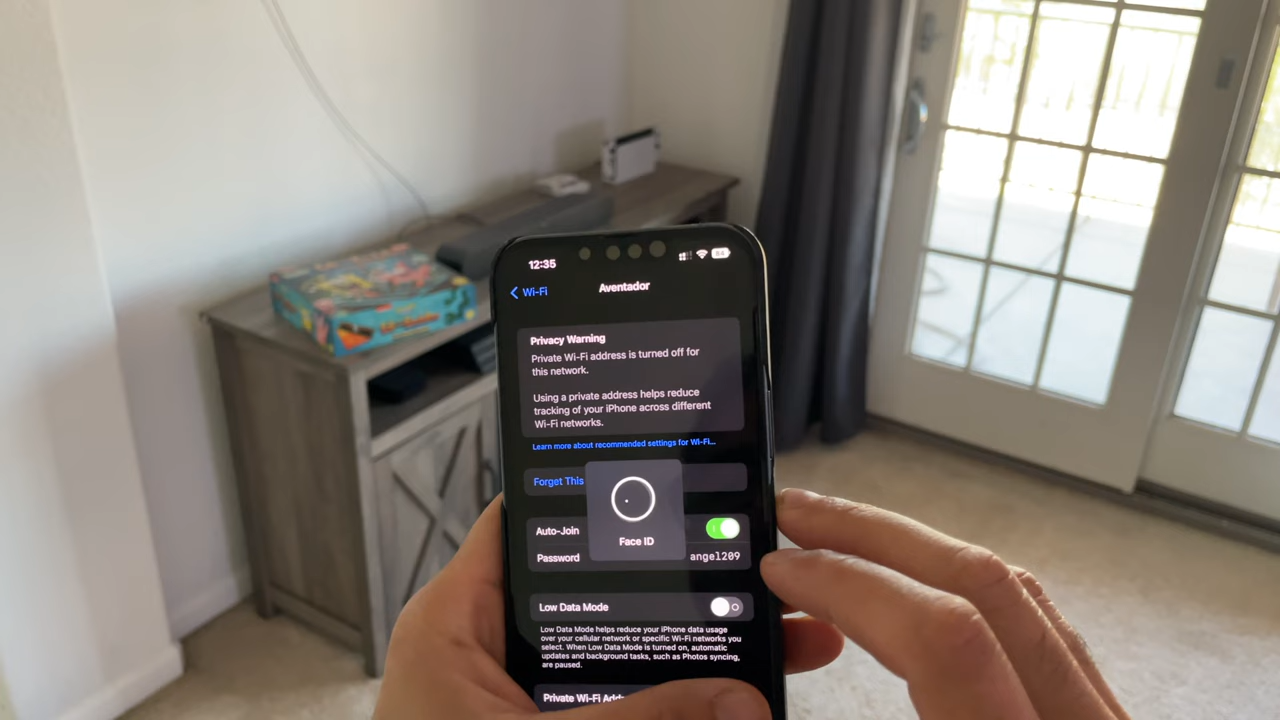 12:35
84
Wi-Fi
Aventador
Privacy Warning
Private Wi-Fi address is turned off for
this network.
Using a private address helps reduce
tracking of your iPhone across different
Wi-Fi networks.
Learn more about recommended settings for Wi-Fi...
Forget This
Face ID
Auto-Join
Password angel209
Low Data Mode
Low Data Mode helps reduce your iPhone data usage
over your cellular network or specific Wi-Fi networks you
select. When Low Data Mode is turned on, automatic
updates and background tasks, such as Photos syncing,
are paused.
Private Wi-Fi Addr